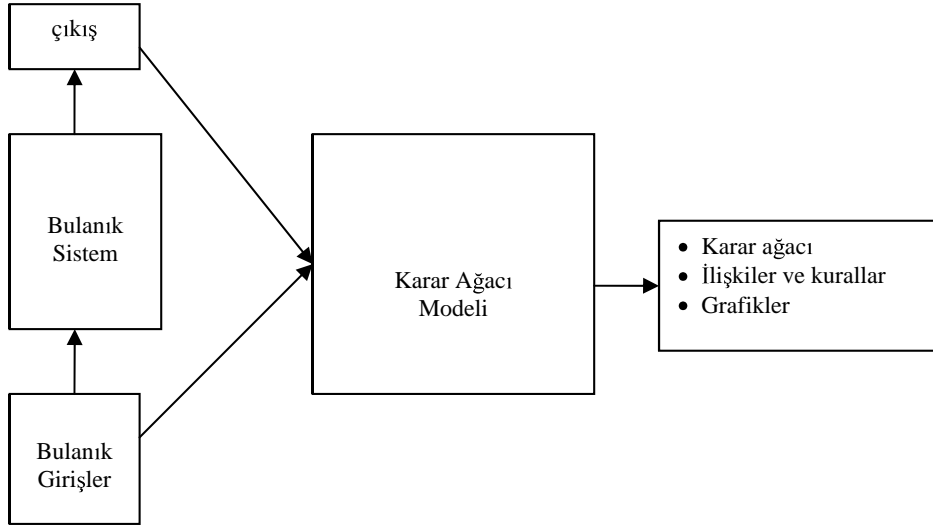 çıkış
Bulanık
Sistem
Bulanık
Girişler
Karar Ağacı
Modeli
• Karar ağacı
• İlişkiler ve kurallar
• Grafikler